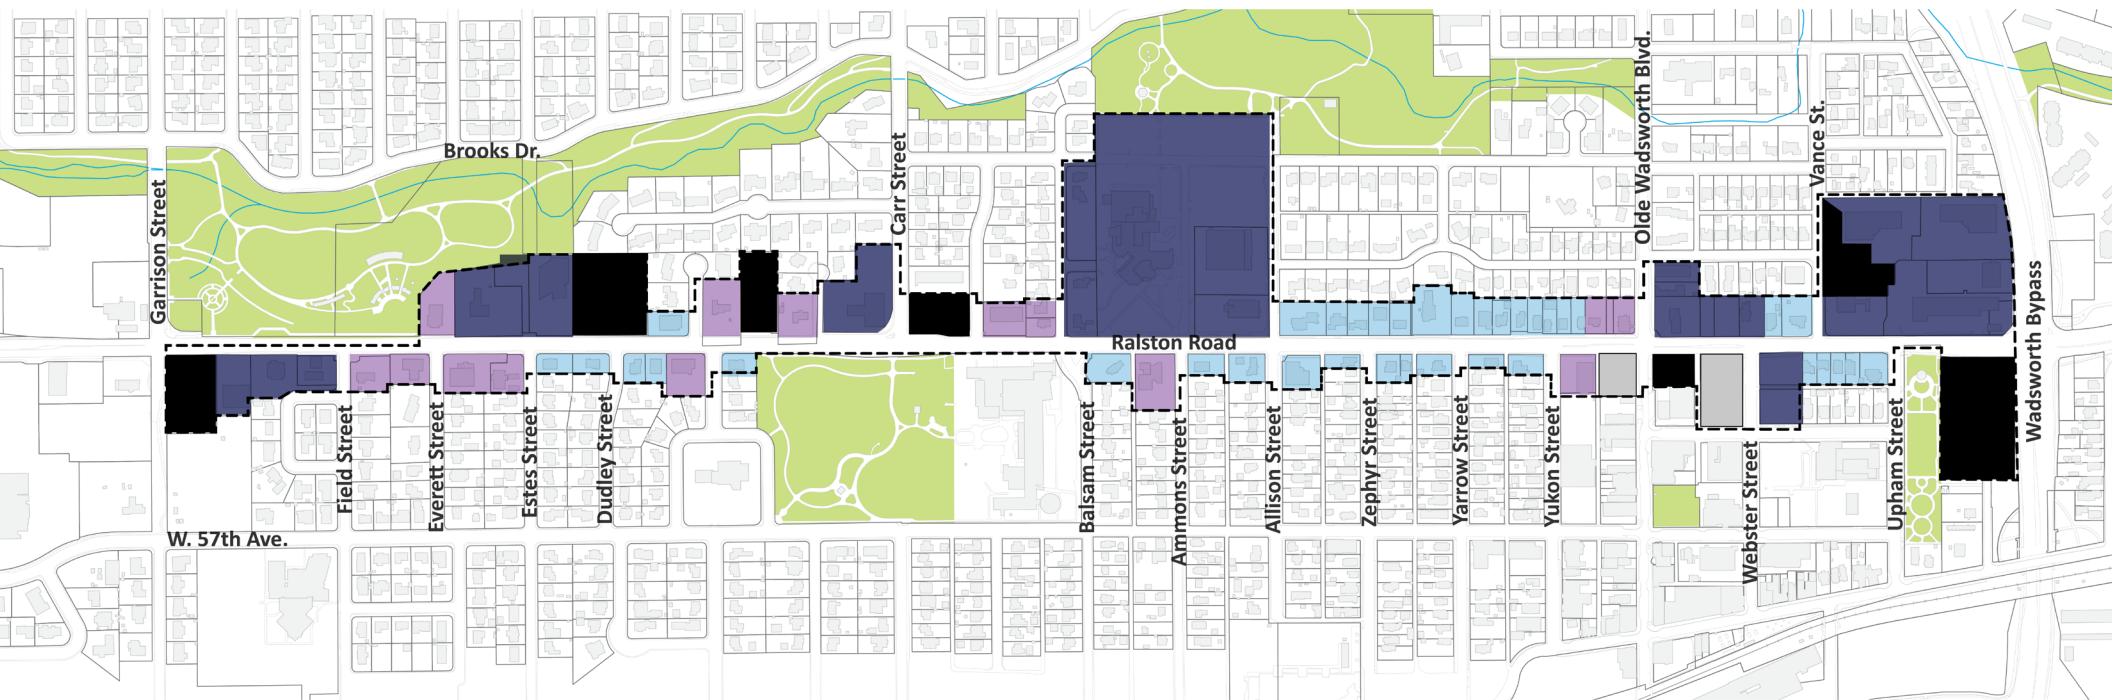 Brooks Dr.
Garrison Street
Carr Street
Olde Wadsworth Blvd.
Vance St.
Wadsworth Bypass
Ralston Road
Field Street
Everett Street
Estes Street
Dudley Street
Balsam Street
Ammons Street
Allison Street
Zephyr Street
Yarrow Street
Yukon Street
Webster Street
Upham Street
W. 57th Ave.